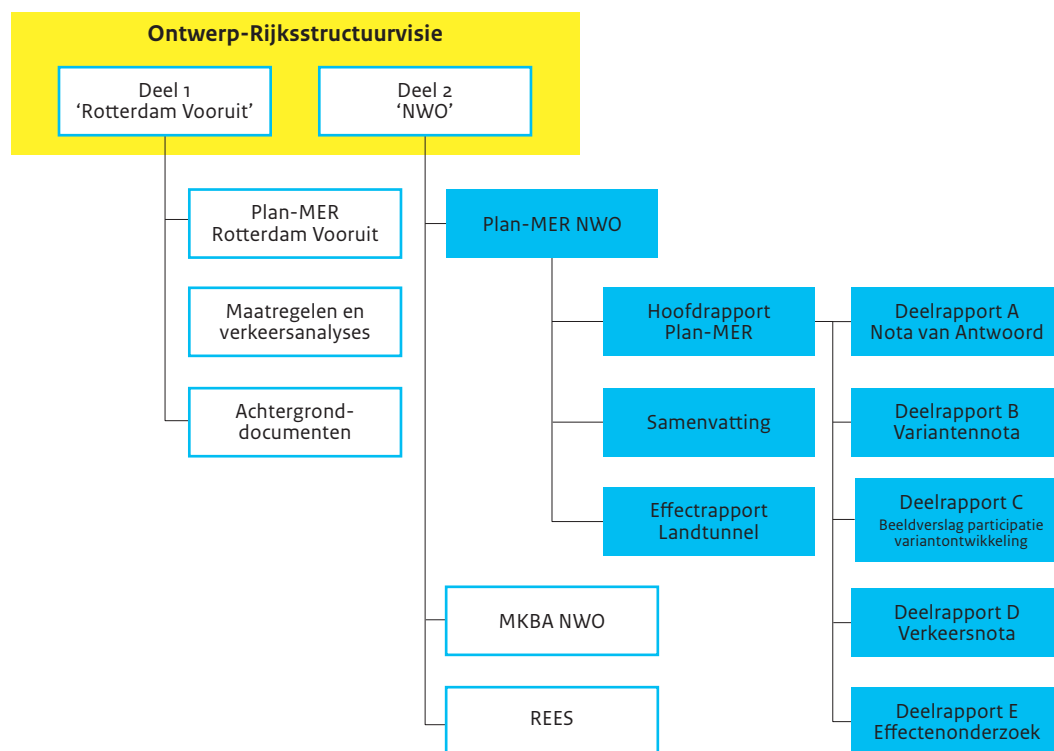 Ontwerp-Rijksstructuurvisie
Deel 1
‘Rotterdam Vooruit’
Deel 2
‘NWO’
Plan-MER
Rotterdam Vooruit
Maatregelen en
verkeersanalyses
Achtergrond-
documenten
Plan-MER NWO
Hoofdrapport
Plan-MER
Samenvatting
Effectrapport
Landtunnel
Deelrapport A
Nota van Antwoord
Deelrapport B
Variantennota
Deelrapport C
Beeldverslag participatie
variantontwikkeling
Deelrapport D
Verkeersnota
Deelrapport E
Effectenonderzoek
MKBA NWO
REES